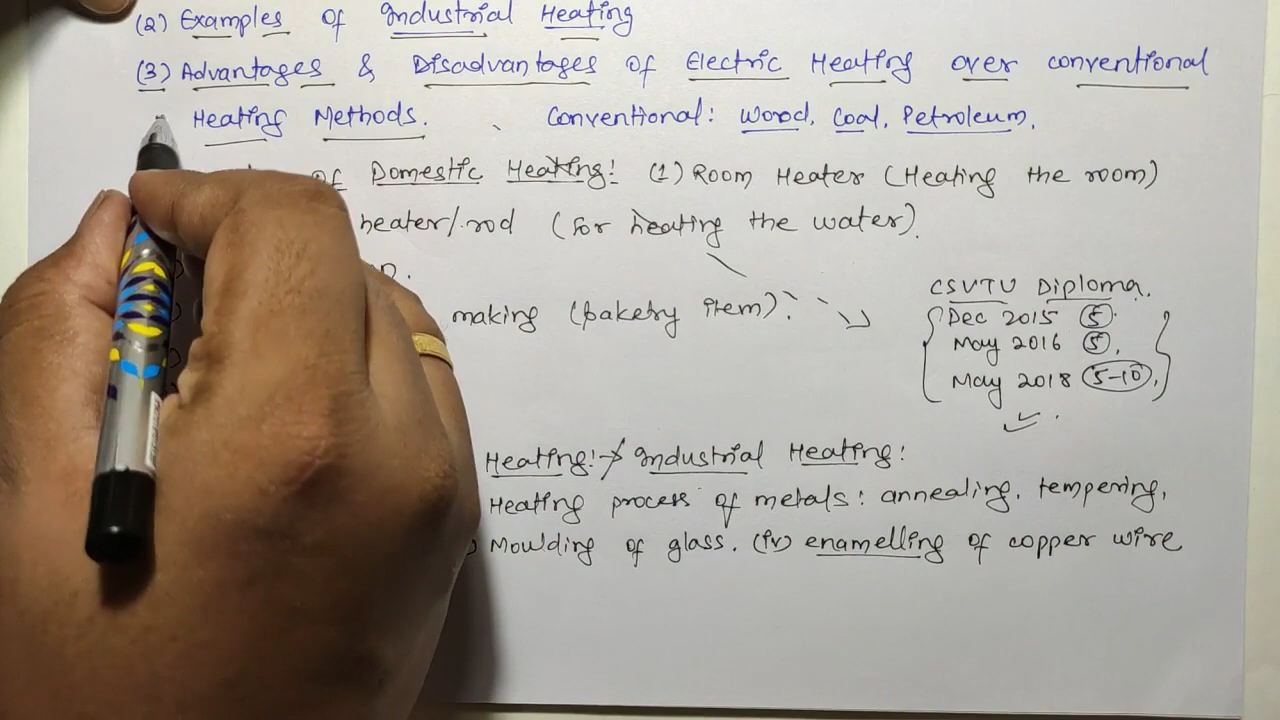 (2) Examples of Industrial Heating
(3) Advantages & Disadvantages of Electric Heating over conventional
Heating Methods. Conventional: Wood, Coal, Petroleum.
of Domestic Heating: (1) Room Heater (Heating the room)
heater/rod (for heating the water).
making (bakery item).
CSVTU Diploma.
Dec 2015 (5)
May 2016 (5),
May 2018 (5-10),
Heating: Industrial Heating:
Heating process of metals: annealing, tempering,
Moulding of glass. (iv) enamelling of copper wire